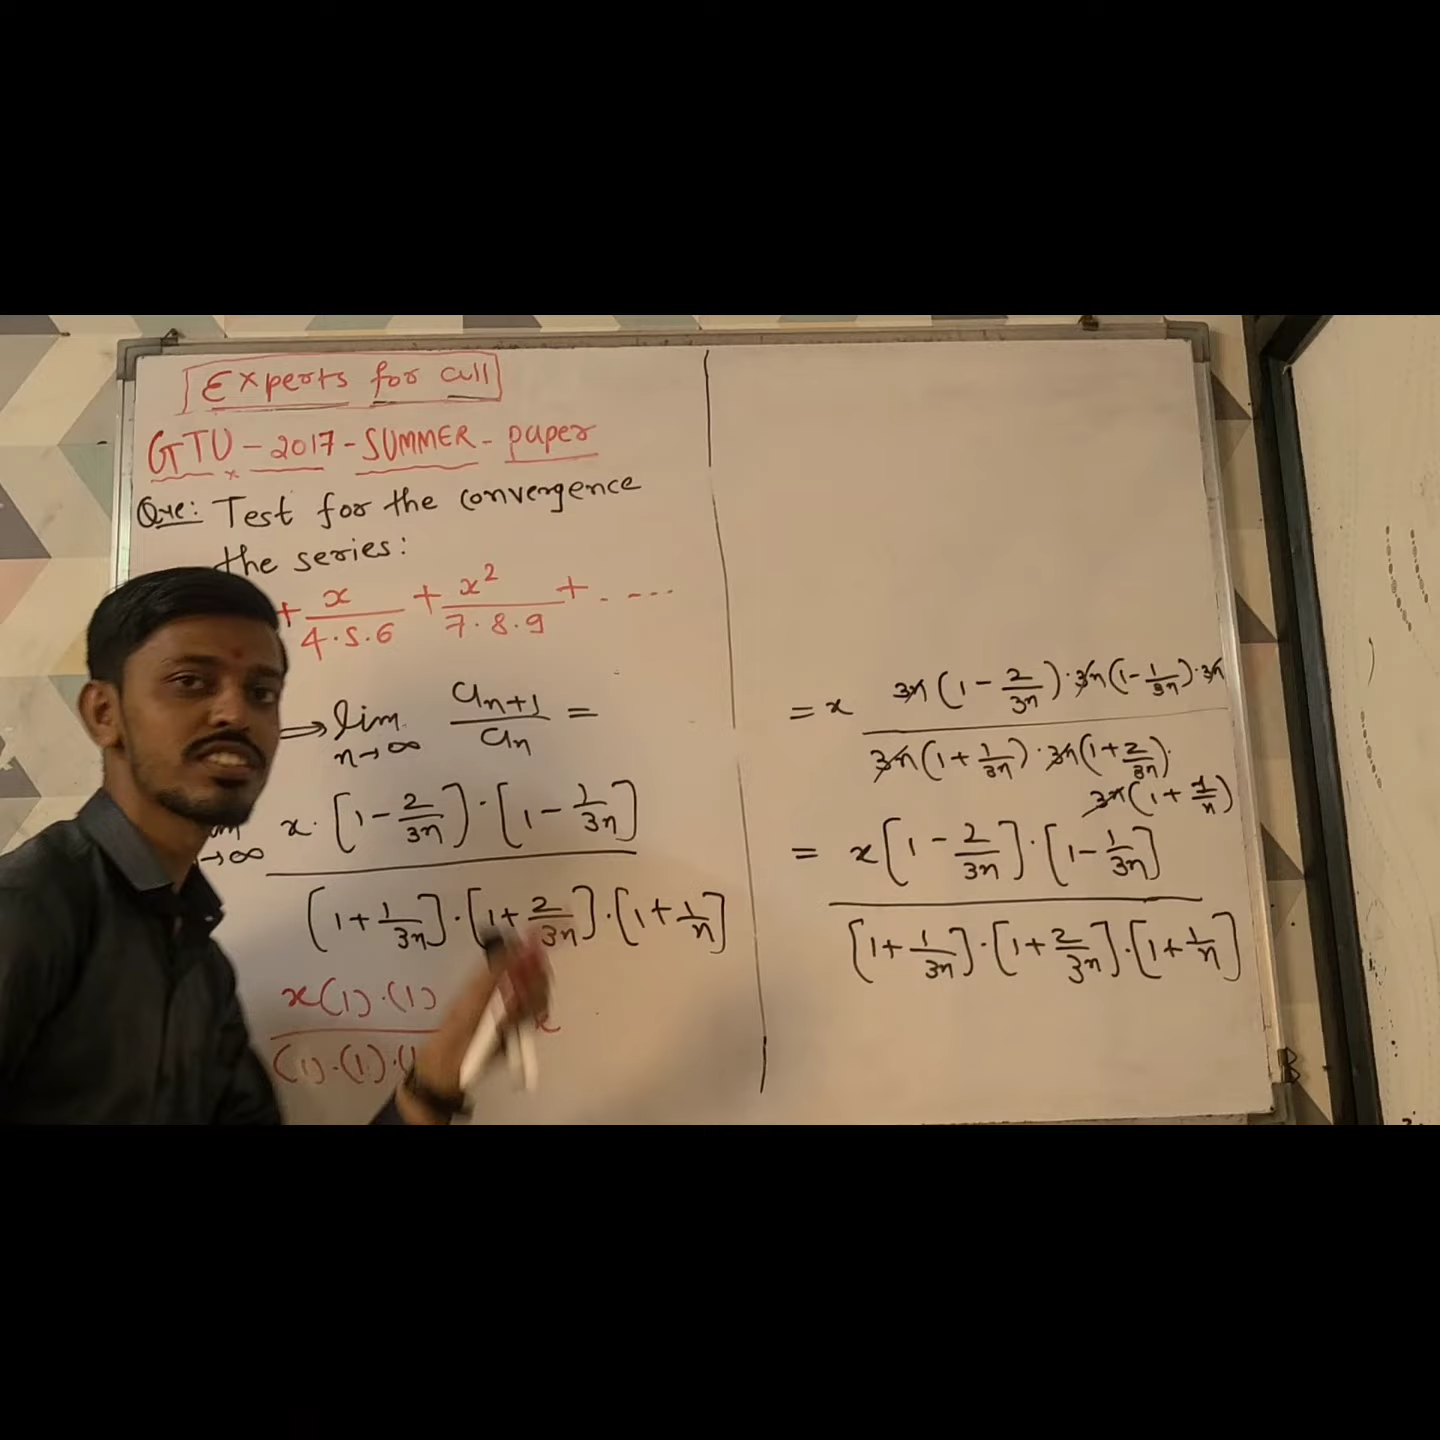 Experts for all
GTU - 2017 - SUMMER - paper
Que: Test for the convergence
the series:
+ x/(4·5·6) + x²/(7·8·9) + .....
⇒ lim n→∞ a_{n+1}/a_n =
→∞ x·[1 - 2/3n]·[1 - 1/3n] / [1 + 1/3n]·[1 + 2/3n]·[1 + 1/n]
x(1)·(1) / (1)·(1)·(1 x
= x 3n(1 - 2/3n)·3n(1 - 1/3n)·3n / 3n(1 + 1/3n)·3n(1 + 2/3n)·
3n(1 + 1/n)
= x[1 - 2/3n]·[1 - 1/3n] / [1 + 1/3n]·[1 + 2/3n]·[1 + 1/n]